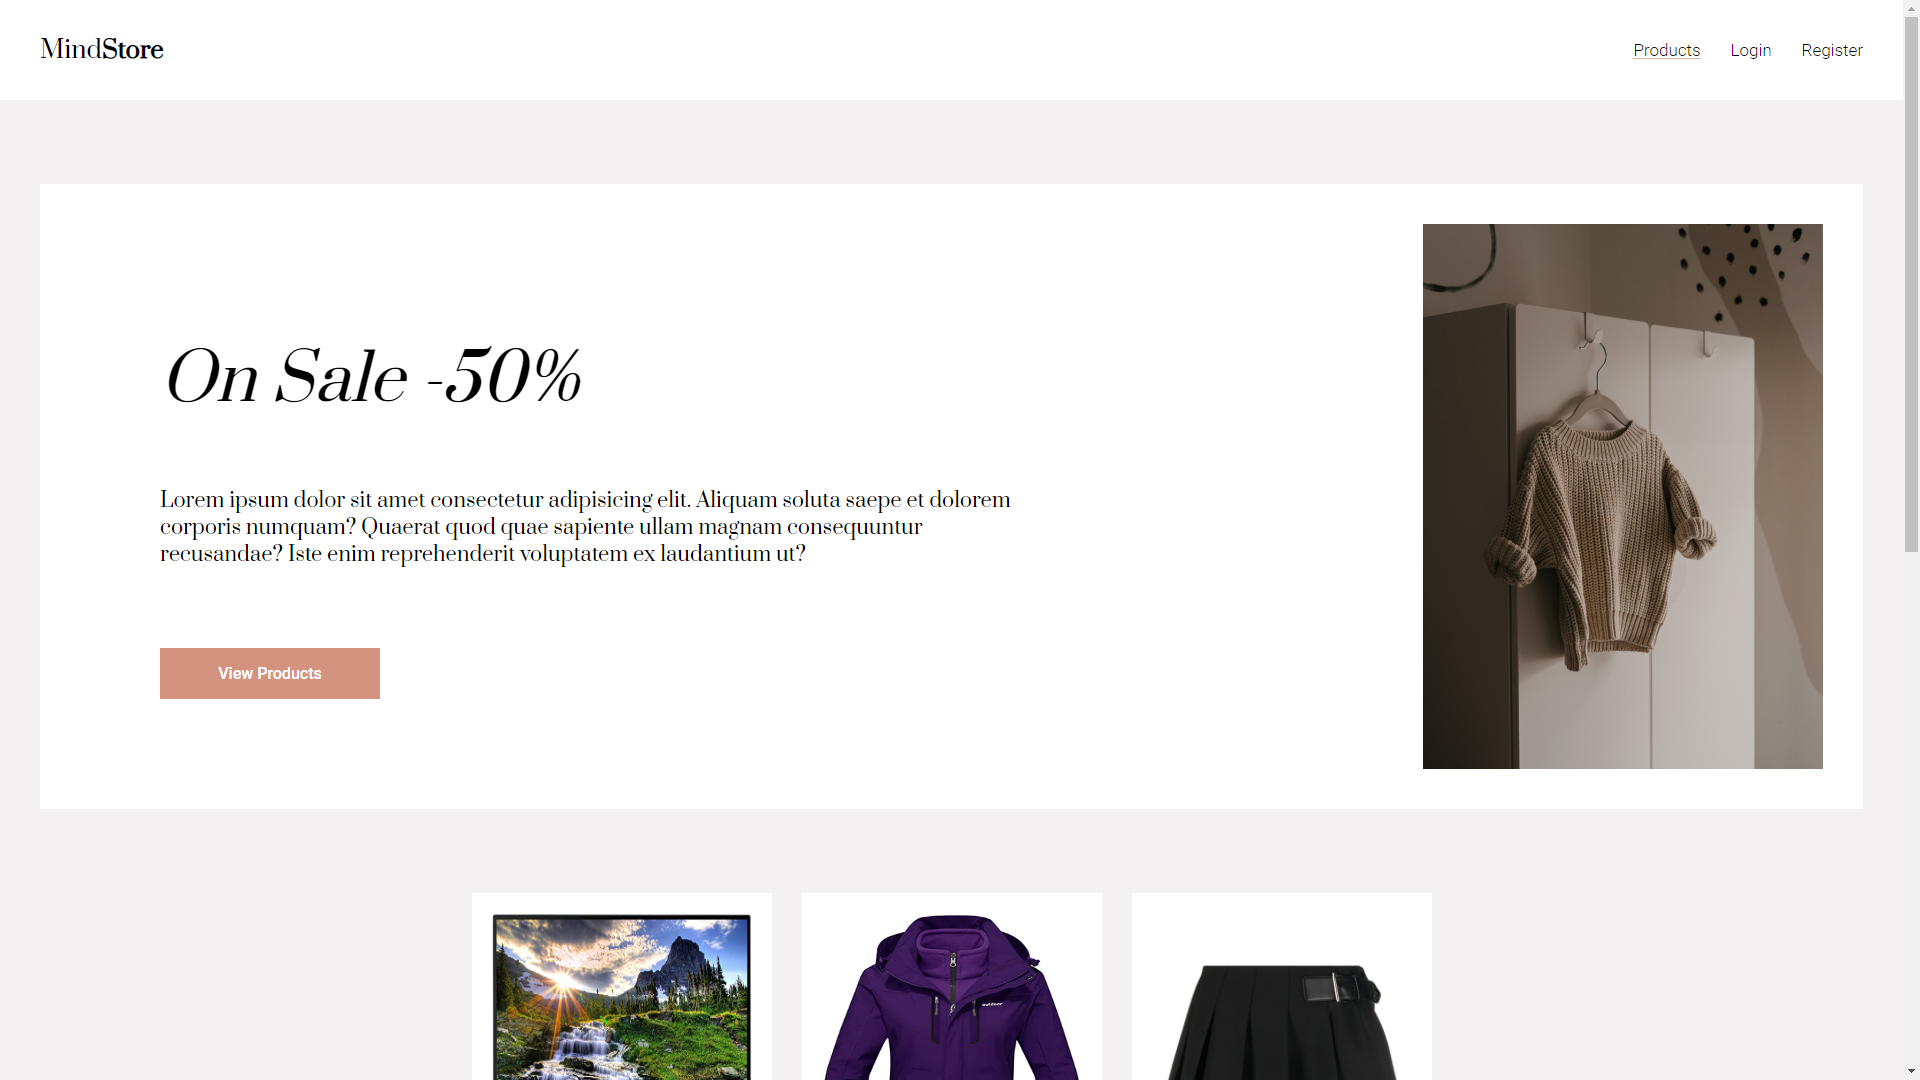 MindStore
Products
Login
Register
On Sale -50%
Lorem ipsum dolor sit amet consectetur adipisicing elit. Aliquam soluta saepe et dolorem
corporis numquam? Quaerat quod quae sapiente ullam magnam consequuntur
recusandae? Iste enim reprehenderit voluptatem ex laudantium ut?
View Products
outdoor